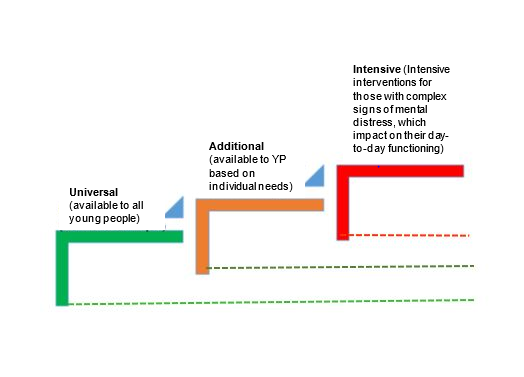 Universal
(available to all
young people)
Additional
(available to YP
based on
individual needs)
Intensive (Intensive
interventions for
those with complex
signs of mental
distress, which
impact on their day-
to-day functioning)